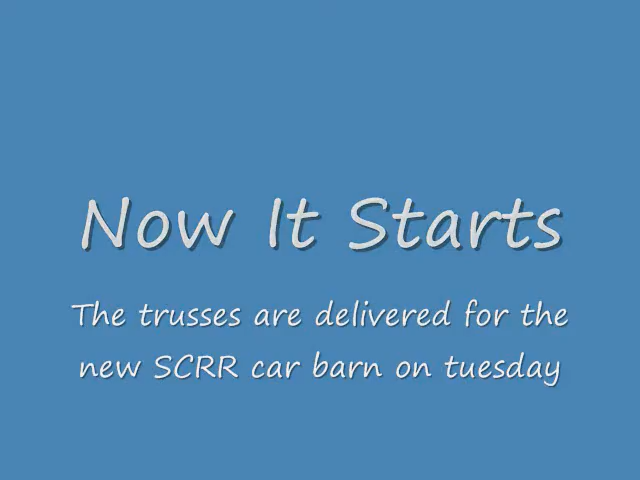 Now It Starts
The trusses are delivered for the
new SCRR car barn on tuesday